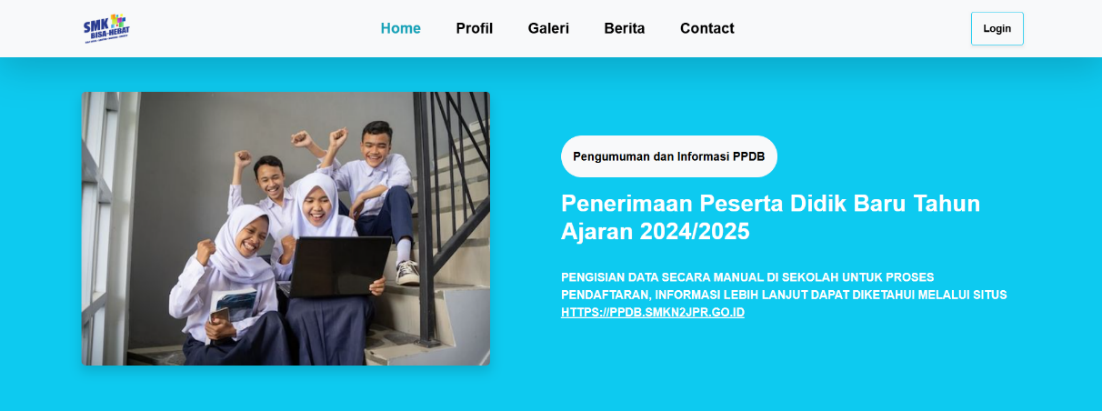 SMK
BISA-HEBAT
Home
Profil
Galeri
Berita
Contact
Login
Pengumuman dan Informasi PPDB
Penerimaan Peserta Didik Baru Tahun
Ajaran 2024/2025
PENGISIAN DATA SECARA MANUAL DI SEKOLAH UNTUK PROSES
PENDAFTARAN, INFORMASI LEBIH LANJUT DAPAT DIKETAHUI MELALUI SITUS
HTTPS://PPDB.SMKN2JPR.GO.ID